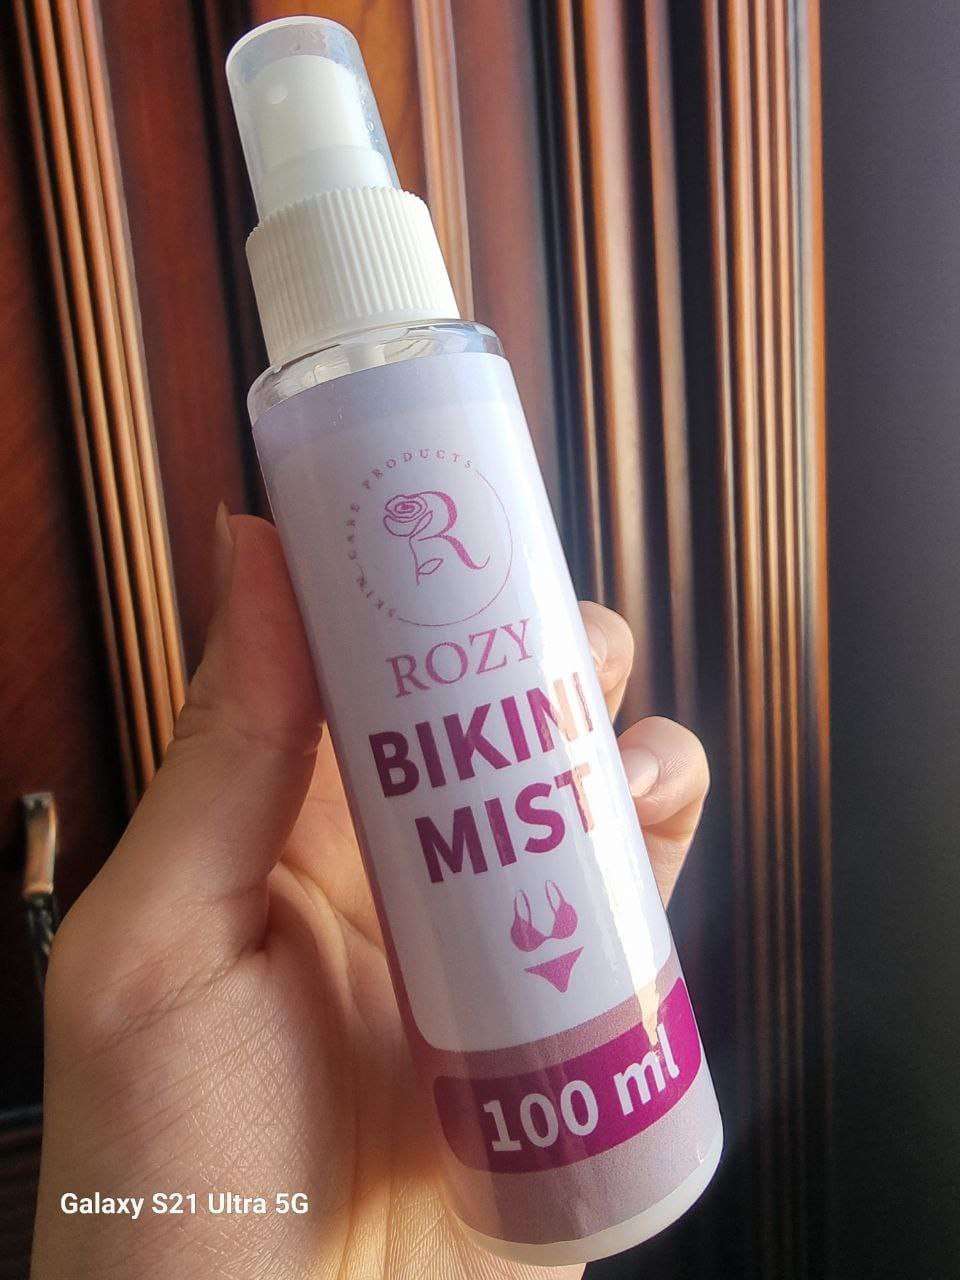 SKIN CARE PRODUCTS
R
ROZY
BIKINI
MIST
100 ml
Galaxy S21 Ultra 5G